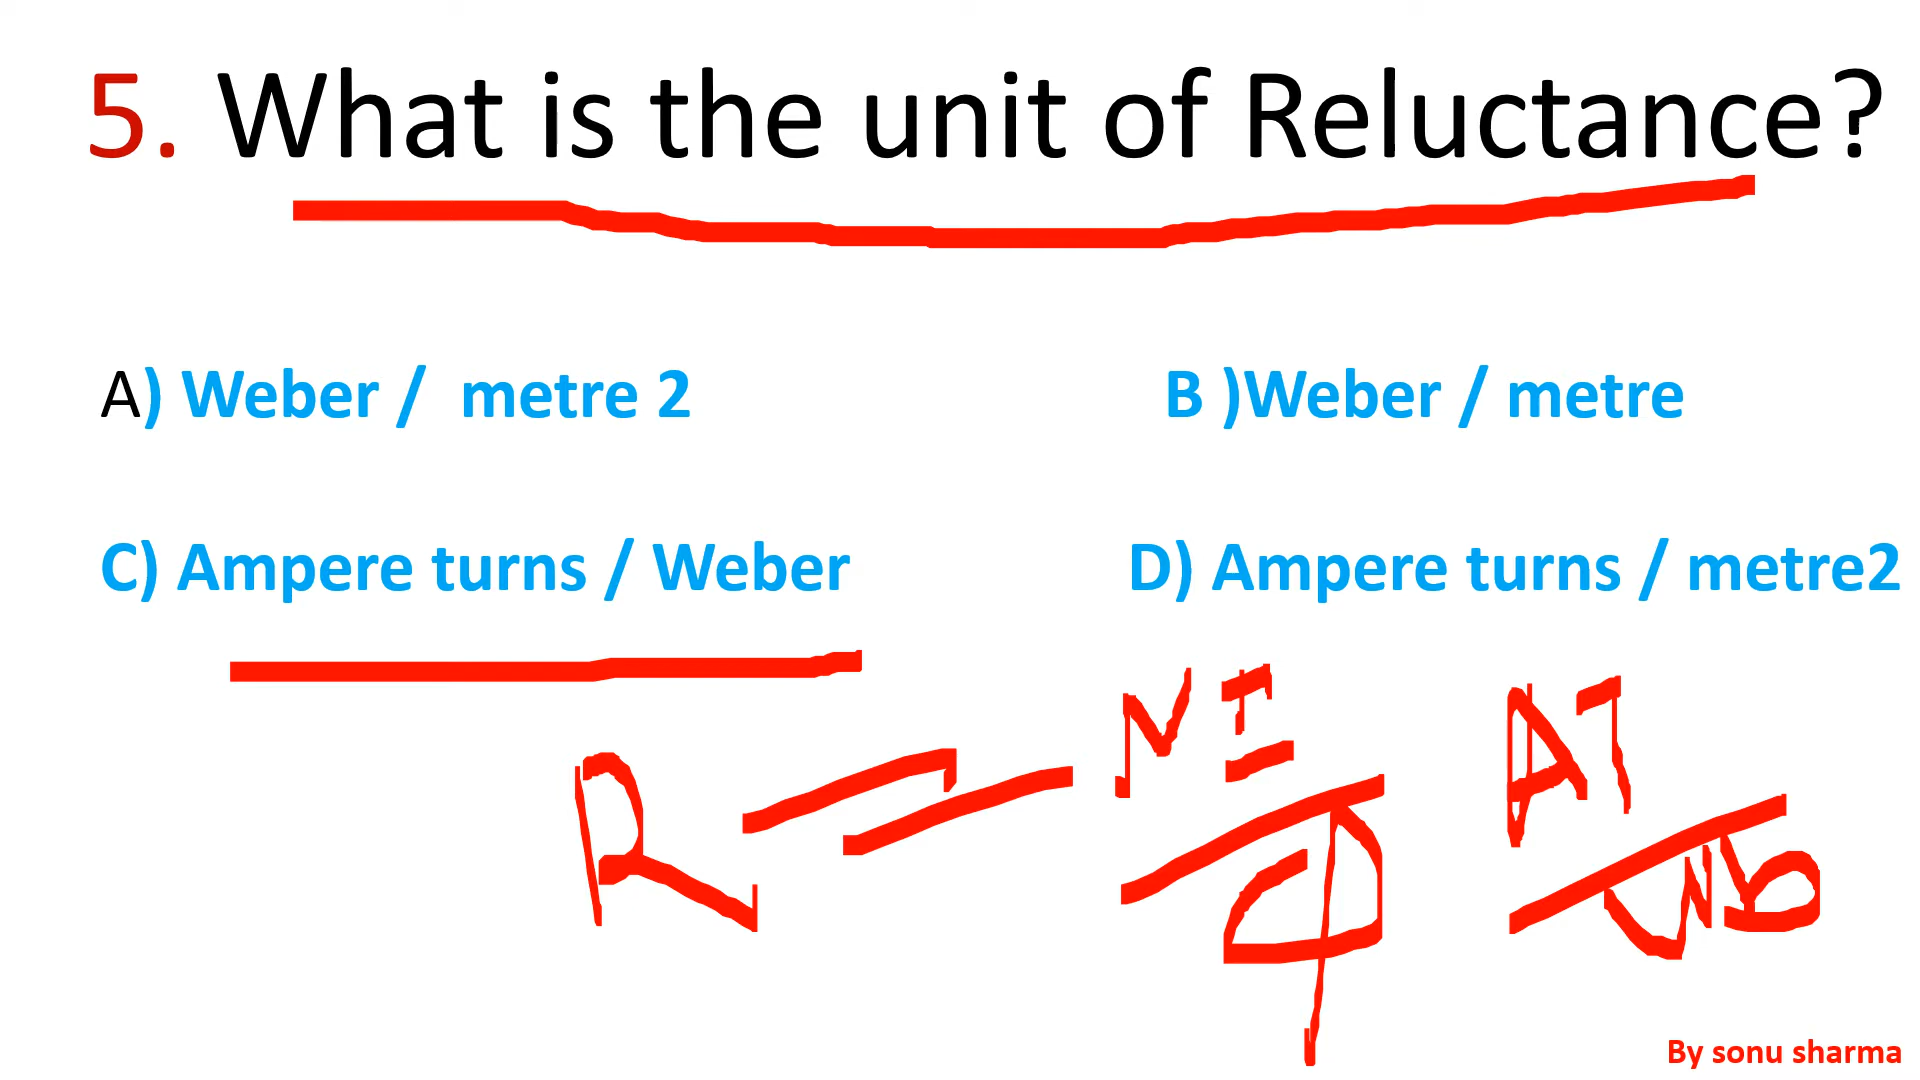 5. What is the unit of Reluctance?
A) Weber / metre 2
B )Weber / metre
C) Ampere turns / Weber
D) Ampere turns / metre2
R = NI / Φ AT / Wb
By sonu sharma